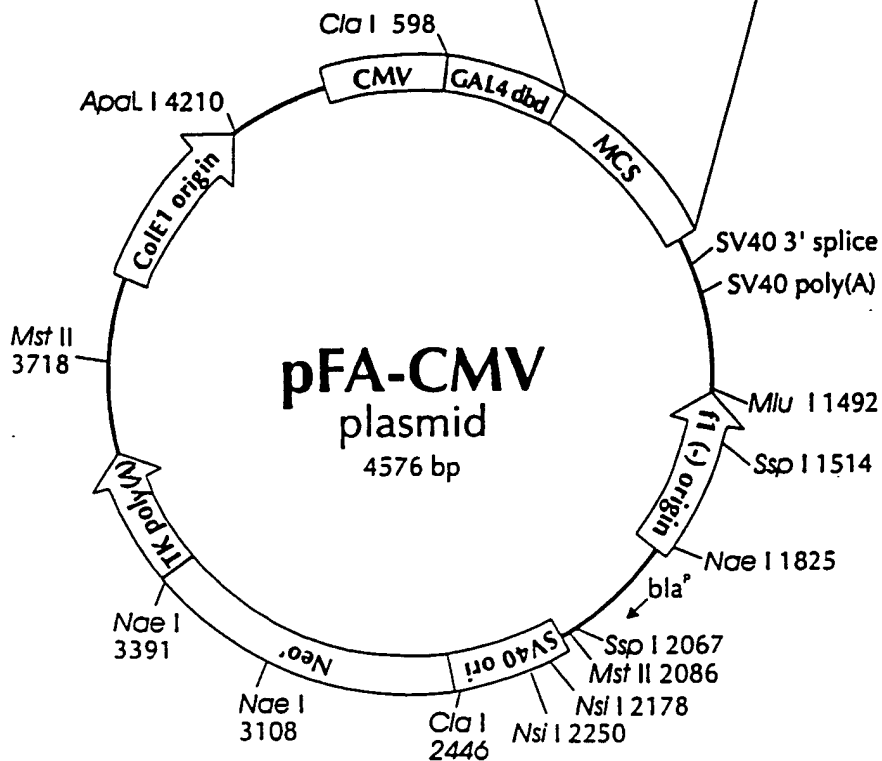 Cla I 598
CMV
GAL4 dbd
MCS
ApaL I 4210
ColE1 origin
SV40 3' splice
SV40 poly(A)
Mst II
3718
pFA-CMV
plasmid
4576 bp
Mlu I 1492
f1 (-) origin
Ssp I 1514
Nae I 1825
blaᴾ
TK poly(A)
Ssp I 2067
Mst II 2086
Nsi I 2178
Nsi I 2250
SV40 ori
Neoʳ
Nae I
3391
Nae I
3108
Cla I
2446